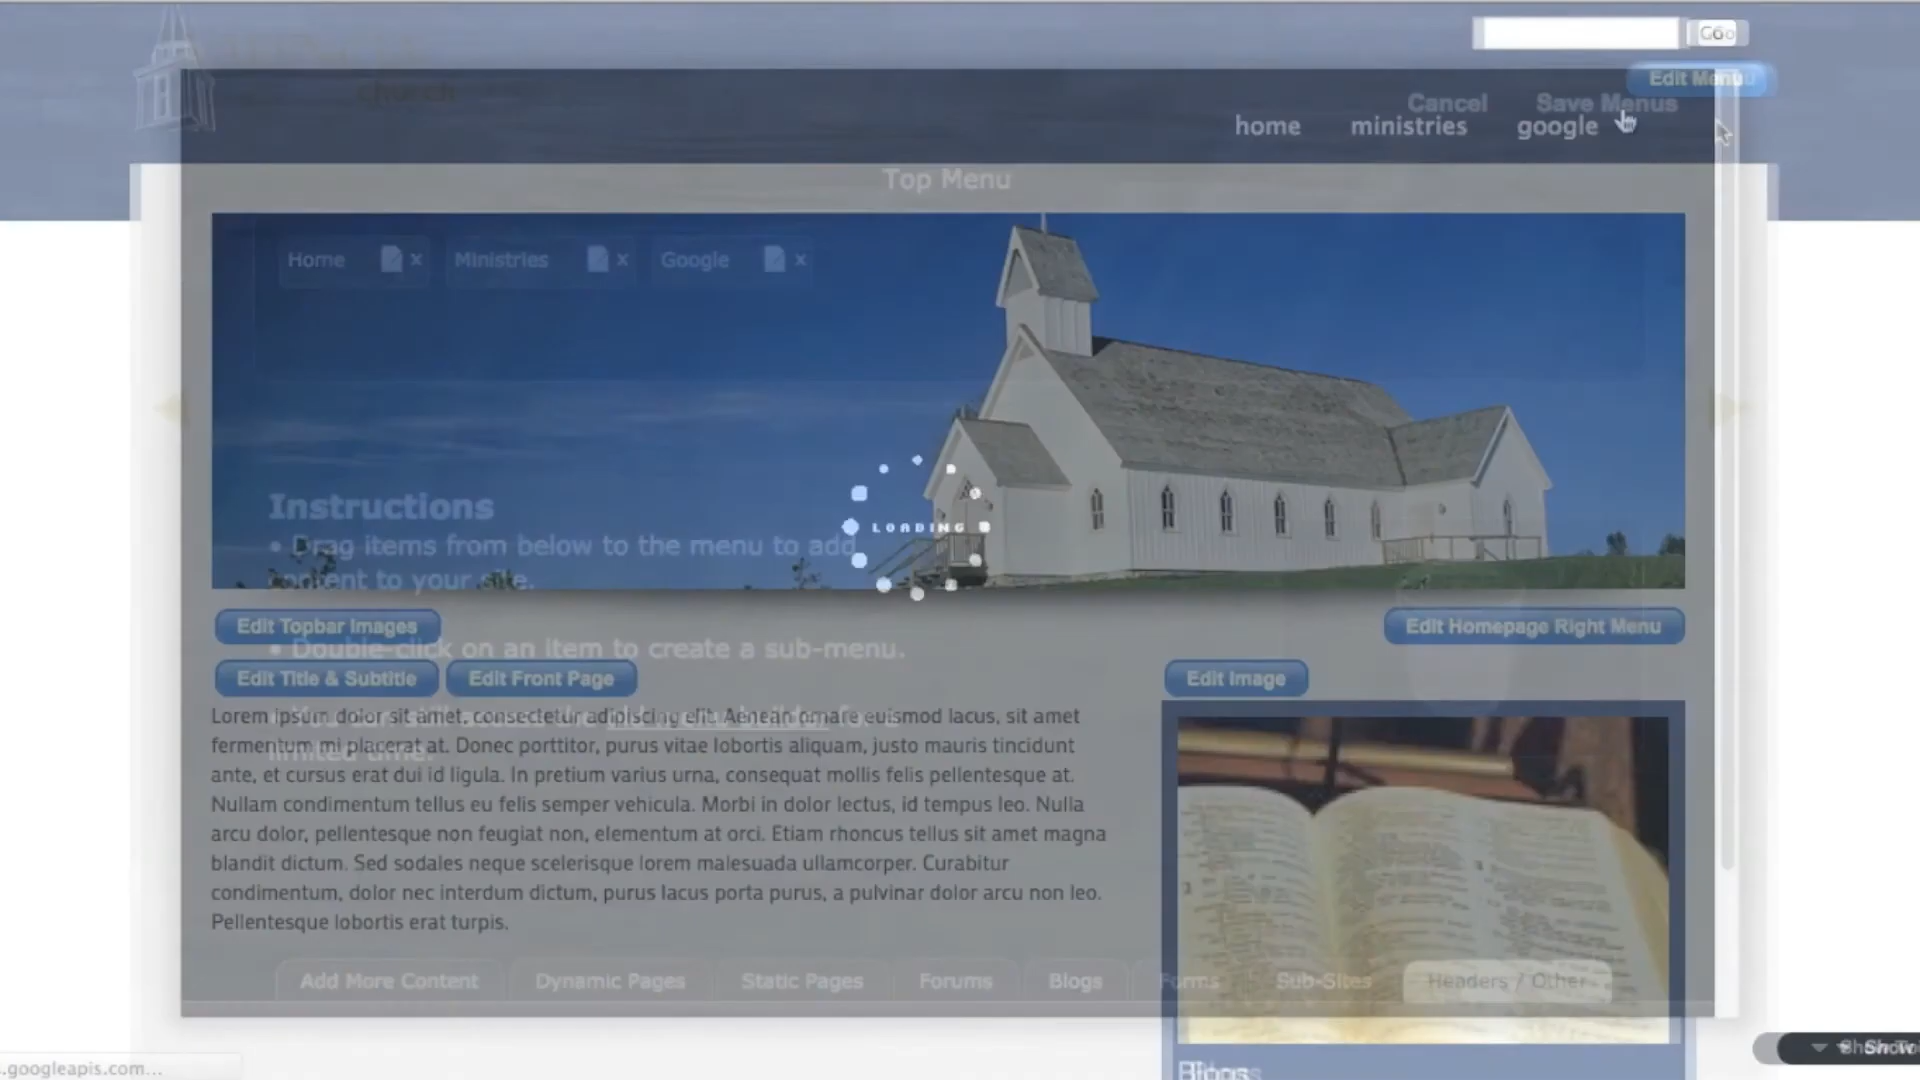 Go
Edit Menu
church
Cancel Save Menus
home ministries google
Top Menu
Home x Ministries x Google x
LOADING
Instructions
• Drag items from below to the menu to add
content to your site.
Edit Topbar Images Edit Homepage Right Menu
• Double-click on an item to create a sub-menu.
Edit Title & Subtitle Edit Front Page Edit Image
Lorem ipsum dolor sit amet, consectetur adipiscing elit. Aenean ornare euismod lacus, sit amet
fermentum mi placerat at. Donec porttitor, purus vitae lobortis aliquam, justo mauris tincidunt
limited time.
ante, et cursus erat dui id ligula. In pretium varius urna, consequat mollis felis pellentesque at.
Nullam condimentum tellus eu felis semper vehicula. Morbi in dolor lectus, id tempus leo. Nulla
arcu dolor, pellentesque non feugiat non, elementum at orci. Etiam rhoncus tellus sit amet magna
blandit dictum. Sed sodales neque scelerisque lorem malesuada ullamcorper. Curabitur
condimentum, dolor nec interdum dictum, purus lacus porta purus, a pulvinar dolor arcu non leo.
Pellentesque lobortis erat turpis.
Add More Content Dynamic Pages Static Pages Forums Blogs Forms Sub-Sites Headers / Other
Show
s.googleapis.com...